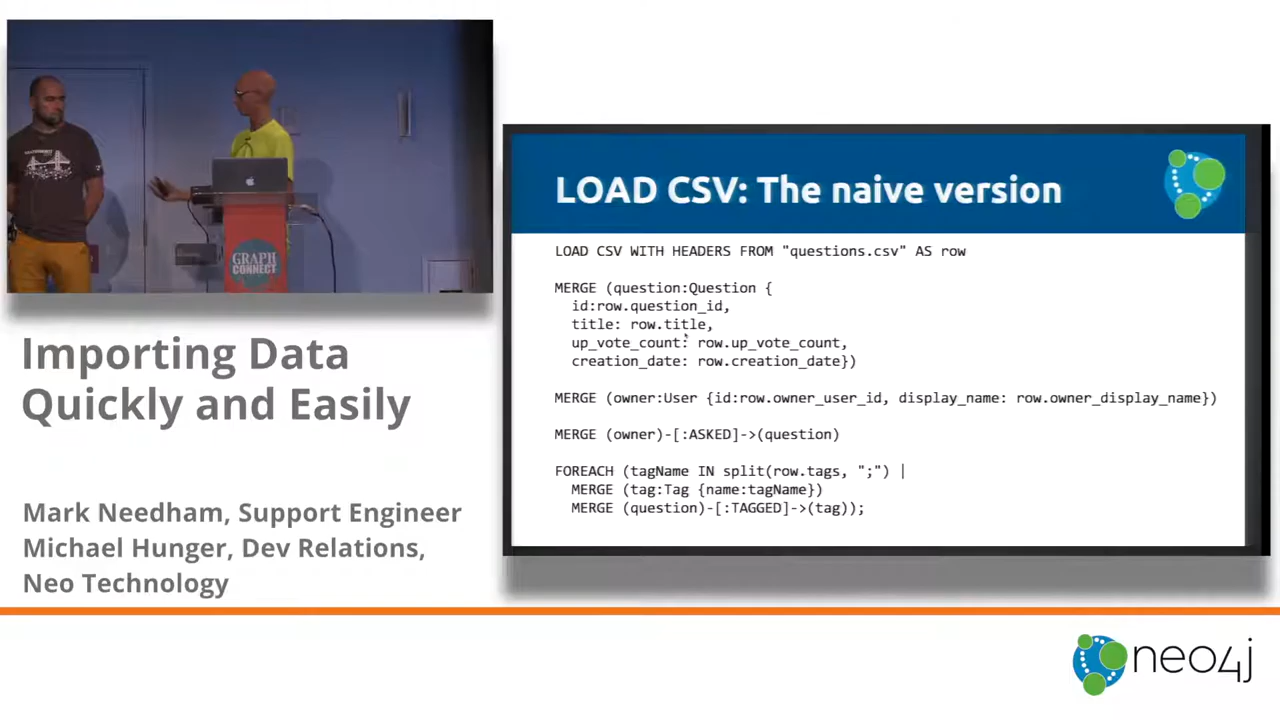 GRAPH
CONNECT
Importing Data
Quickly and Easily
Mark Needham, Support Engineer
Michael Hunger, Dev Relations,
Neo Technology
LOAD CSV: The naive version
LOAD CSV WITH HEADERS FROM "questions.csv" AS row
MERGE (question:Question {
id:row.question_id,
title: row.title,
up_vote_count: row.up_vote_count,
creation_date: row.creation_date})
MERGE (owner:User {id:row.owner_user_id, display_name: row.owner_display_name})
MERGE (owner)-[:ASKED]->(question)
FOREACH (tagName IN split(row.tags, ";") |
MERGE (tag:Tag {name:tagName})
MERGE (question)-[:TAGGED]->(tag));
neo4j